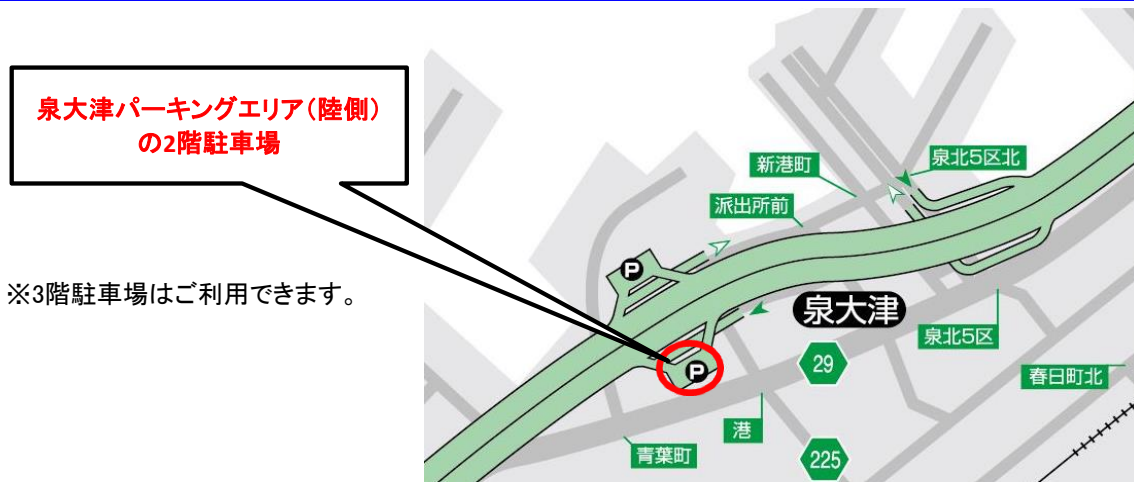 泉大津パーキングエリア（陸側）
の2階駐車場
※3階駐車場はご利用できます。
新港町
泉北5区北
派出所前
P
泉大津
泉北5区
P
29
春日町北
港
青葉町
225